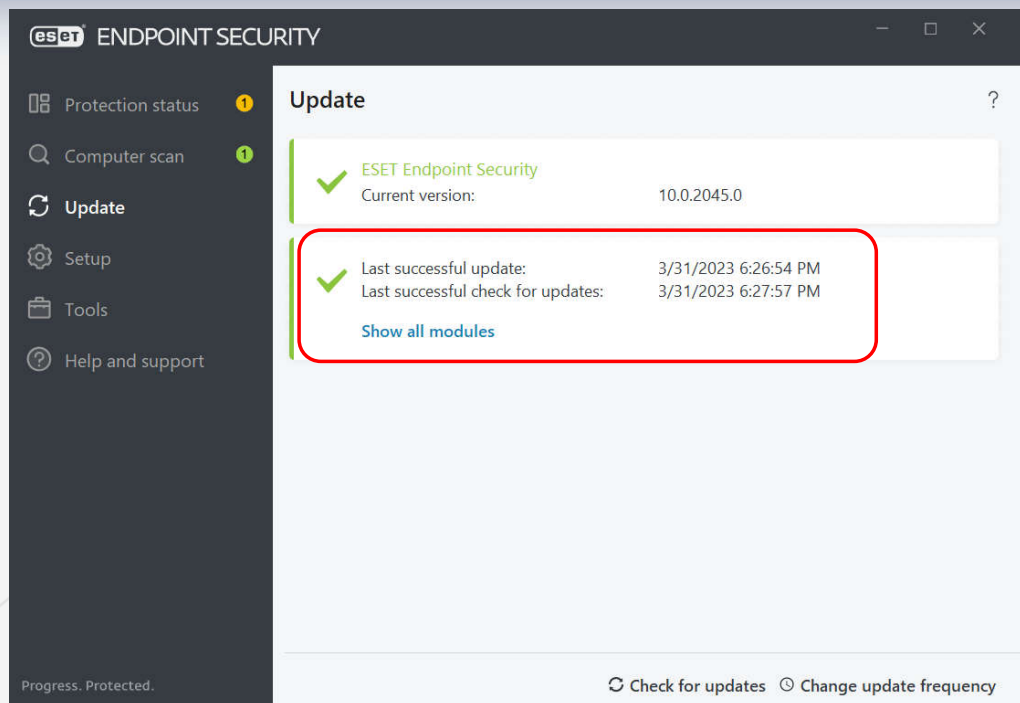 eset ENDPOINT SECURITY
Protection status 1
Computer scan 1
Update
Setup
Tools
Help and support
Progress. Protected.
Update ?
ESET Endpoint Security
Current version: 10.0.2045.0
Last successful update: 3/31/2023 6:26:54 PM
Last successful check for updates: 3/31/2023 6:27:57 PM
Show all modules
Check for updates Change update frequency